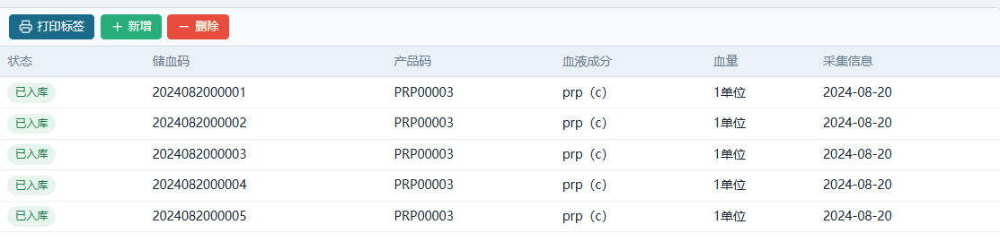 打印标签 新增 删除
状态 储血码 产品码 血液成分 血量 采集信息
已入库 2024082000001 PRP00003 prp（c） 1单位 2024-08-20
已入库 2024082000002 PRP00003 prp（c） 1单位 2024-08-20
已入库 2024082000003 PRP00003 prp（c） 1单位 2024-08-20
已入库 2024082000004 PRP00003 prp（c） 1单位 2024-08-20
已入库 2024082000005 PRP00003 prp（c） 1单位 2024-08-20